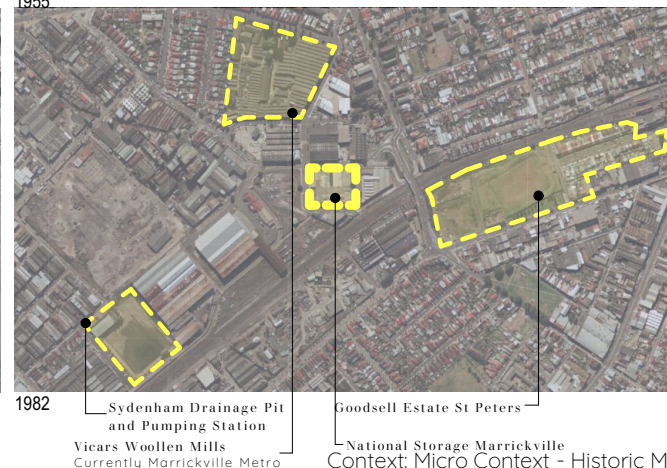 1955
1982
Sydenham Drainage Pit
and Pumping Station
Goodsell Estate St Peters
Vicars Woollen Mills
Currently Marrickville Metro
National Storage Marrickville
Context: Micro Context - Historic M